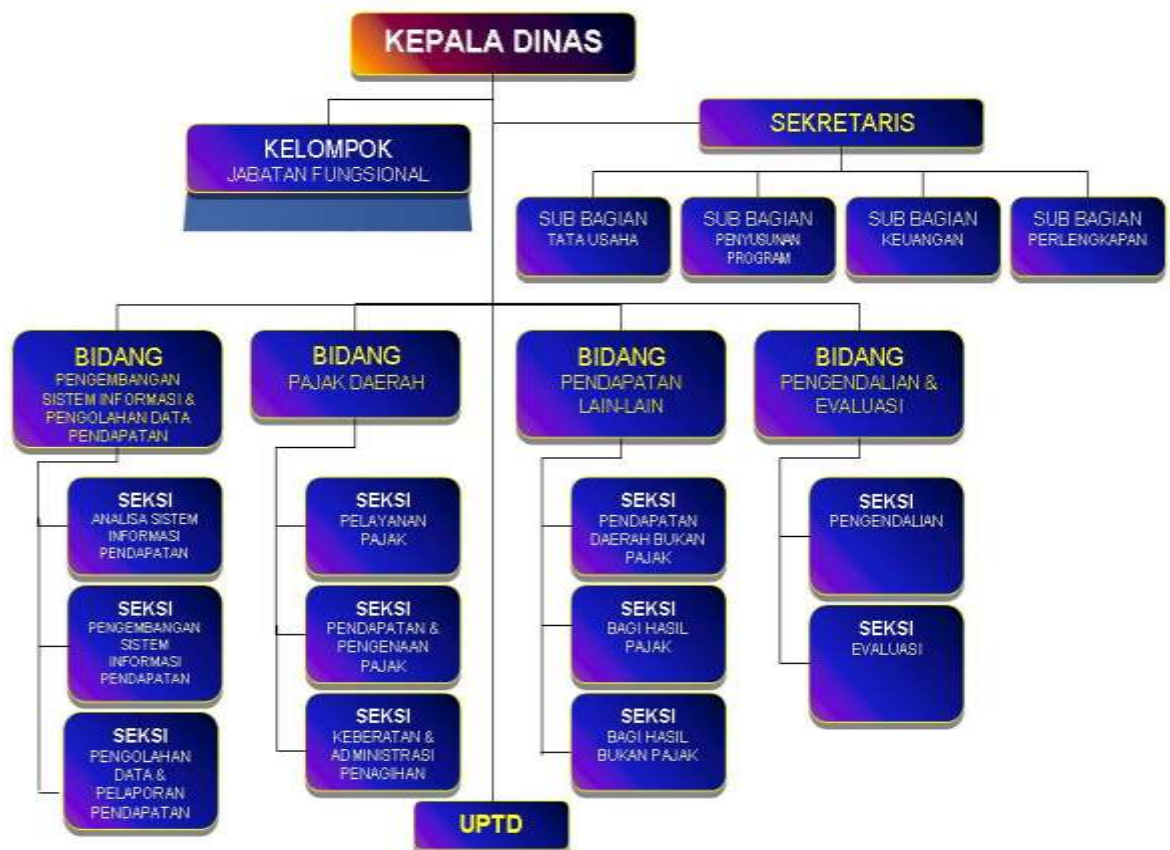 KEPALA DINAS
KELOMPOK
JABATAN FUNGSIONAL
SEKRETARIS
SUB BAGIAN
TATA USAHA
SUB BAGIAN
PENYUSUNAN
PROGRAM
SUB BAGIAN
KEUANGAN
SUB BAGIAN
PERLENGKAPAN
BIDANG
PENGEMBANGAN
SISTEM INFORMASI &
PENGOLAHAN DATA
PENDAPATAN
BIDANG
PAJAK DAERAH
BIDANG
PENDAPATAN
LAIN-LAIN
BIDANG
PENGENDALIAN &
EVALUASI
SEKSI
ANALISA SISTEM
INFORMASI
PENDAPATAN
SEKSI
PENGEMBANGAN
SISTEM
INFORMASI
PENDAPATAN
SEKSI
PENGOLAHAN
DATA &
PELAPORAN
PENDAPATAN
SEKSI
PELAYANAN
PAJAK
SEKSI
PENDAPATAN &
PENGENAAN
PAJAK
SEKSI
KEBERATAN &
ADMINISTRASI
PENAGIHAN
SEKSI
PENDAPATAN
DAERAH BUKAN
PAJAK
SEKSI
BAGI HASIL
PAJAK
SEKSI
BAGI HASIL
BUKAN PAJAK
SEKSI
PENGENDALIAN
SEKSI
EVALUASI
UPTD